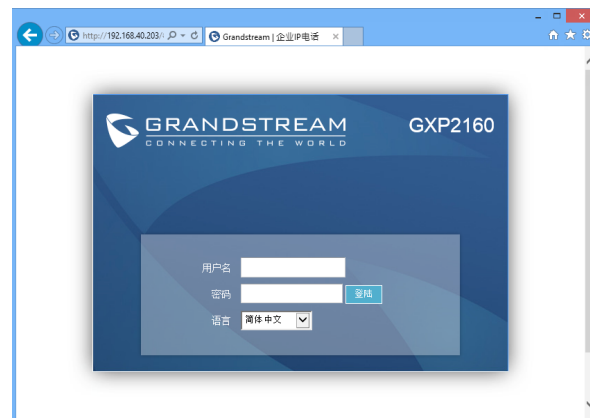 http://192.168.40.203/
Grandstream | 企业IP电话
GRANDSTREAM
CONNECTING THE WORLD
GXP2160
用户名
密码
登陆
语言
简体中文